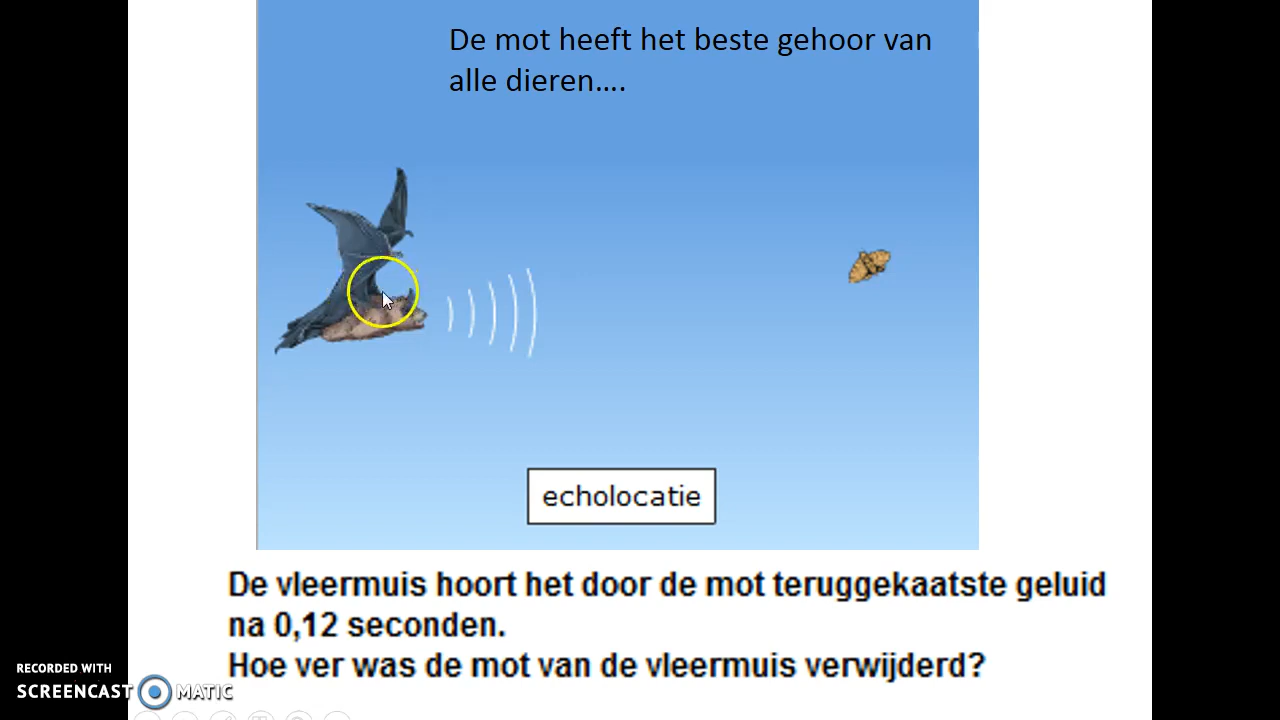 De mot heeft het beste gehoor van
alle dieren....
echolocatie
De vleermuis hoort het door de mot teruggekaatste geluid
na 0,12 seconden.
Hoe ver was de mot van de vleermuis verwijderd?
RECORDED WITH
SCREENCAST MATIC